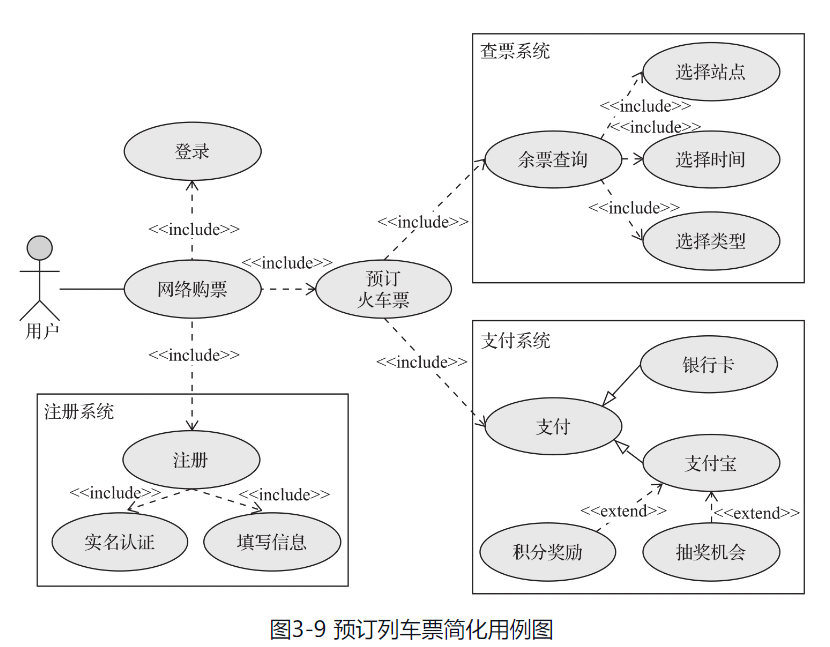 查票系统
选择站点
<<include>>
<<include>>
登录
余票查询
选择时间
<<include>>
<<include>>
<<include>>
选择类型
<<include>>
网络购票
预订
火车票
用户
<<include>>
<<include>>
支付系统
银行卡
注册系统
支付
注册
支付宝
<<include>>
<<include>>
<<extend>>
<<extend>>
实名认证
填写信息
积分奖励
抽奖机会
图3-9 预订列车票简化用例图